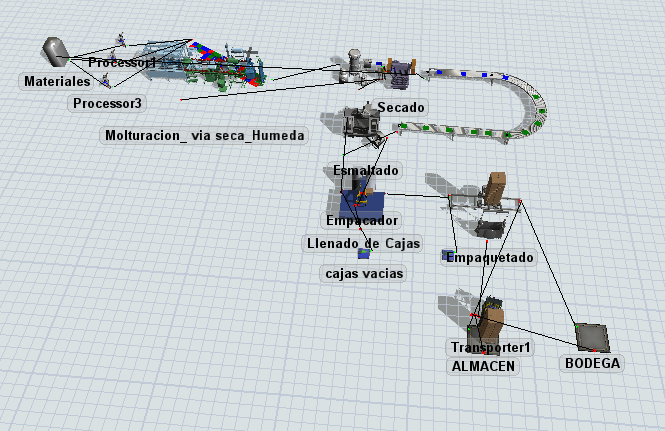 Materiales
Processor1
Processor3
Molturacion_ via seca_Humeda
Secado
Esmaltado
Empacador
Llenado de Cajas
cajas vacias
Empaquetado
Transporter1
ALMACEN
BODEGA